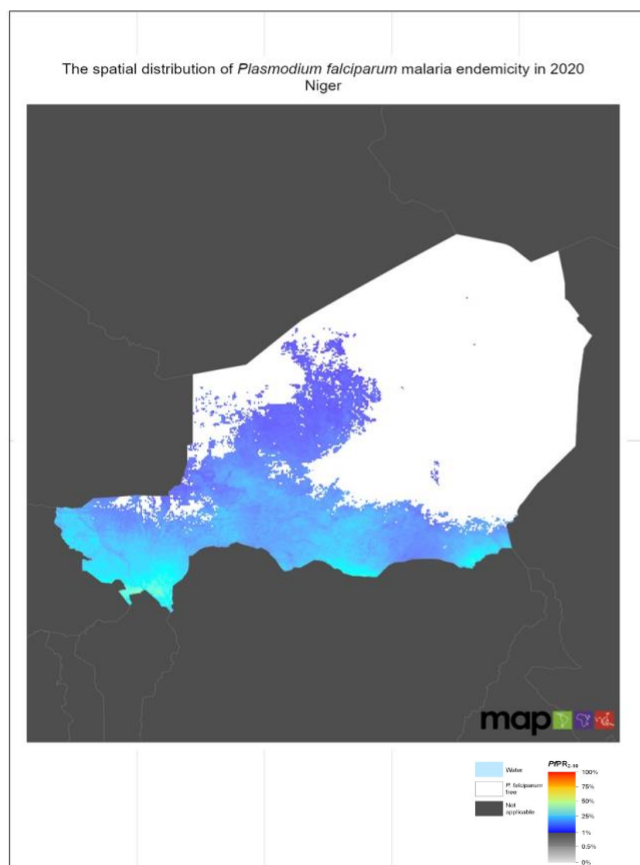 The spatial distribution of Plasmodium falciparum malaria endemicity in 2020
Niger
map
Water
P. falciparum
free
Not
applicable
PfPR2-10
100%
75%
50%
25%
1%
0.5%
0%